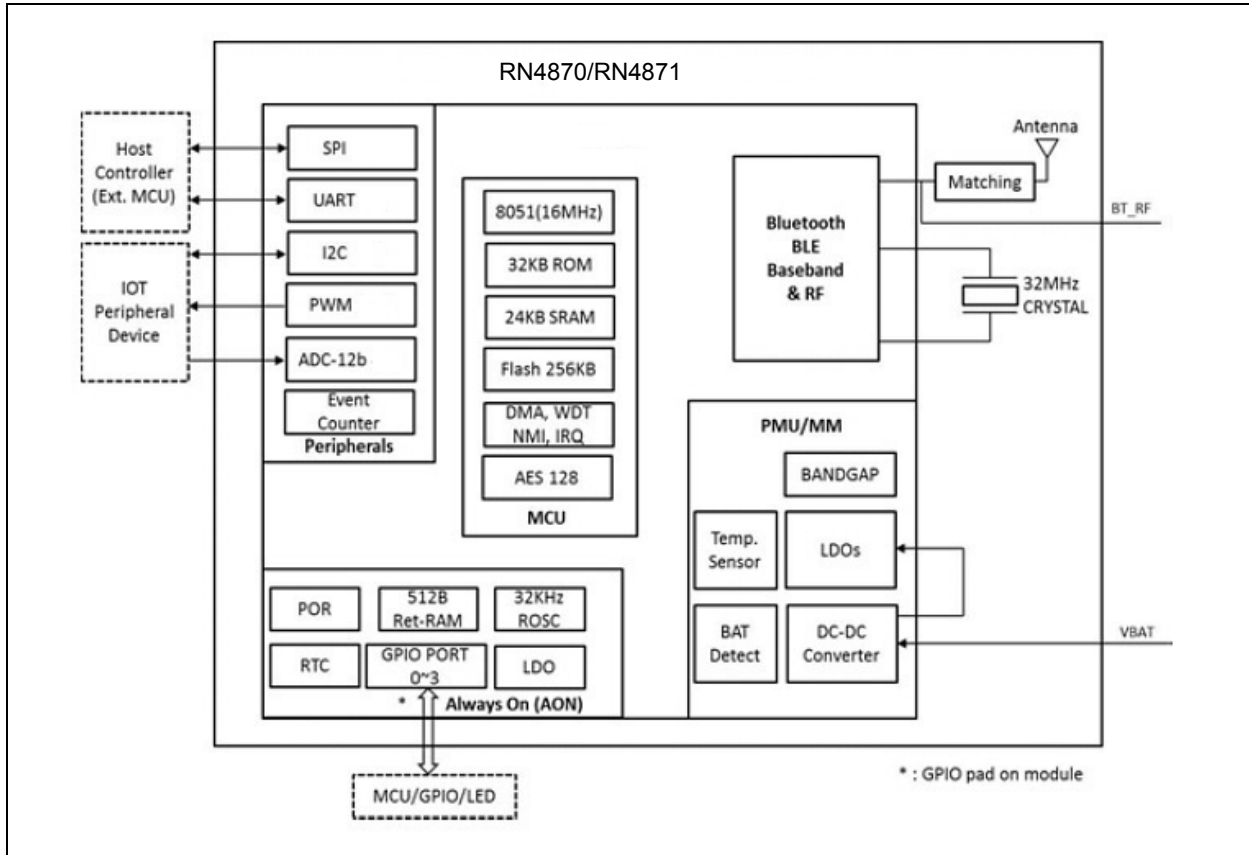 RN4870/RN4871
Host
Controller
(Ext. MCU)
IOT
Peripheral
Device
SPI
UART
I2C
PWM
ADC-12b
Event
Counter
Peripherals
8051(16MHz)
32KB ROM
24KB SRAM
Flash 256KB
DMA, WDT
NMI, IRQ
AES 128
MCU
Bluetooth
BLE
Baseband
& RF
Antenna
Matching
BT_RF
32MHz
CRYSTAL
PMU/MM
BANDGAP
Temp.
Sensor
LDOs
BAT
Detect
DC-DC
Converter
VBAT
POR
512B
Ret-RAM
32KHz
ROSC
RTC
GPIO PORT
0~3
LDO
* Always On (AON)
MCU/GPIO/LED
* : GPIO pad on module